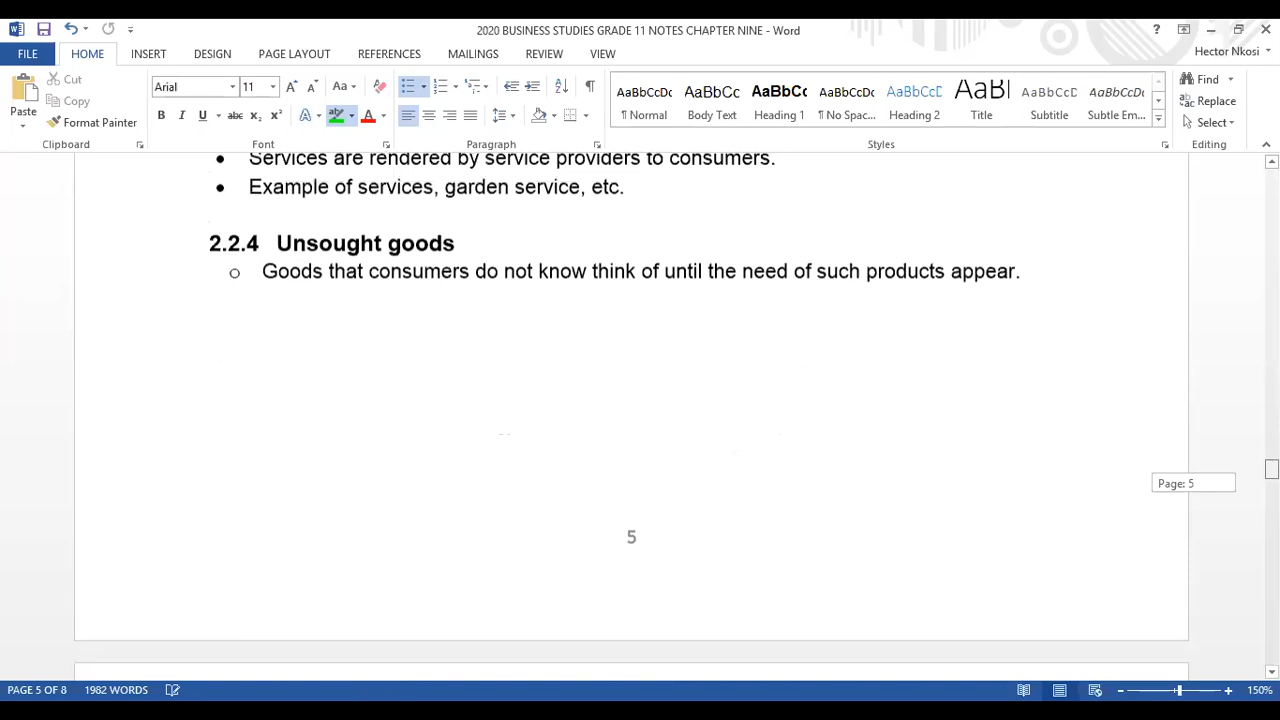 2020 BUSINESS STUDIES GRADE 11 NOTES CHAPTER NINE - Word
FILE HOME INSERT DESIGN PAGE LAYOUT REFERENCES MAILINGS REVIEW VIEW Hector Nkosi
Cut
Copy
Format Painter
Paste
Clipboard
Arial 11
Font
Paragraph
AaBbCcDc AaBbCc AaBbCc AaBbCcDc AaBbCcD AaBl AaBbCcD AaBbCcDc
¶ Normal Body Text Heading 1 ¶ No Spac... Heading 2 Title Subtitle Subtle Em...
Styles
Find
Replace
Select
Editing
• Services are rendered by service providers to consumers.
• Example of services, garden service, etc.
2.2.4 Unsought goods
o Goods that consumers do not know think of until the need of such products appear.
Page: 5
5
PAGE 5 OF 8 1982 WORDS 150%